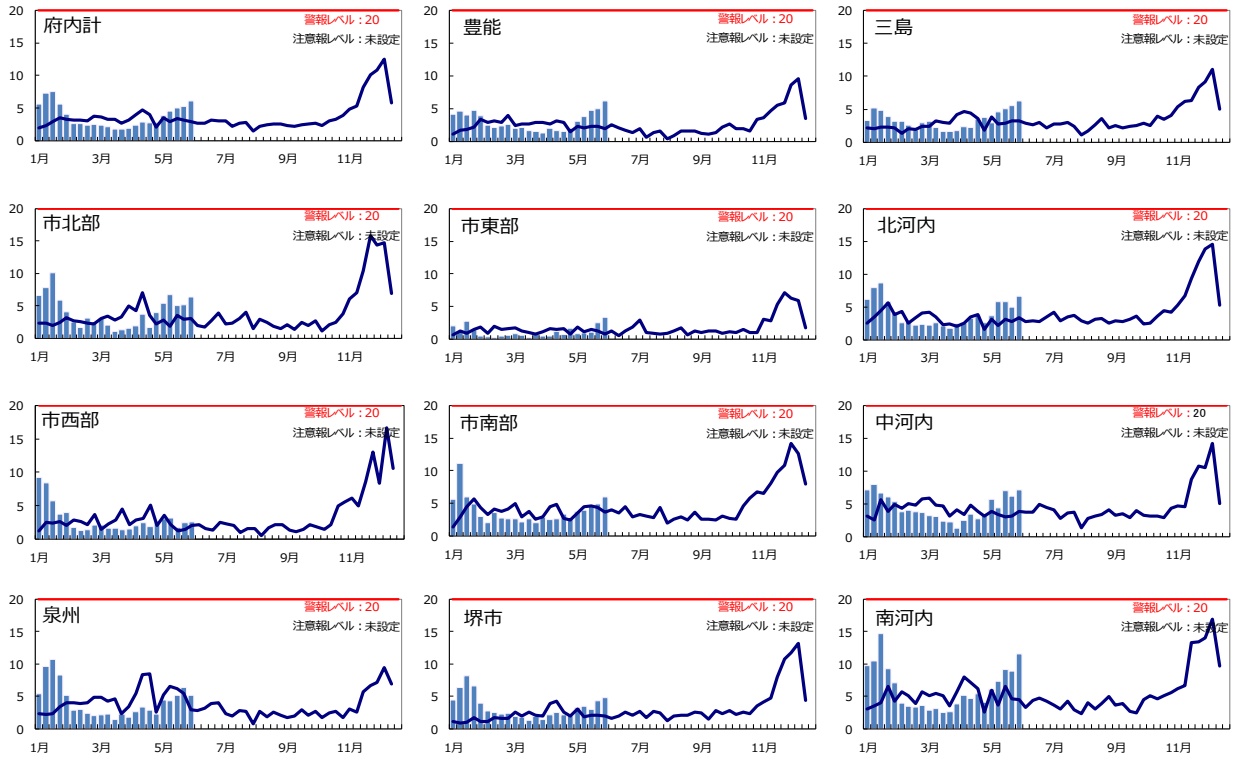 府内計
警報レベル：20
注意報レベル：未設定
20
15
10
5
0
1月 3月 5月 7月 9月 11月
豊能
警報レベル：20
注意報レベル：未設定
20
15
10
5
0
1月 3月 5月 7月 9月 11月
三島
警報レベル：20
注意報レベル：未設定
20
15
10
5
0
1月 3月 5月 7月 9月 11月
市北部
警報レベル：20
注意報レベル：未設定
20
15
10
5
0
1月 3月 5月 7月 9月 11月
市東部
警報レベル：20
注意報レベル：未設定
20
15
10
5
0
1月 3月 5月 7月 9月 11月
北河内
警報レベル：20
注意報レベル：未設定
20
15
10
5
0
1月 3月 5月 7月 9月 11月
市西部
警報レベル：20
注意報レベル：未設定
20
15
10
5
0
1月 3月 5月 7月 9月 11月
市南部
警報レベル：20
注意報レベル：未設定
20
15
10
5
0
1月 3月 5月 7月 9月 11月
中河内
警報レベル：20
注意報レベル：未設定
20
15
10
5
0
1月 3月 5月 7月 9月 11月
泉州
警報レベル：20
注意報レベル：未設定
20
15
10
5
0
1月 3月 5月 7月 9月 11月
堺市
警報レベル：20
注意報レベル：未設定
20
15
10
5
0
1月 3月 5月 7月 9月 11月
南河内
警報レベル：20
注意報レベル：未設定
20
15
10
5
0
1月 3月 5月 7月 9月 11月